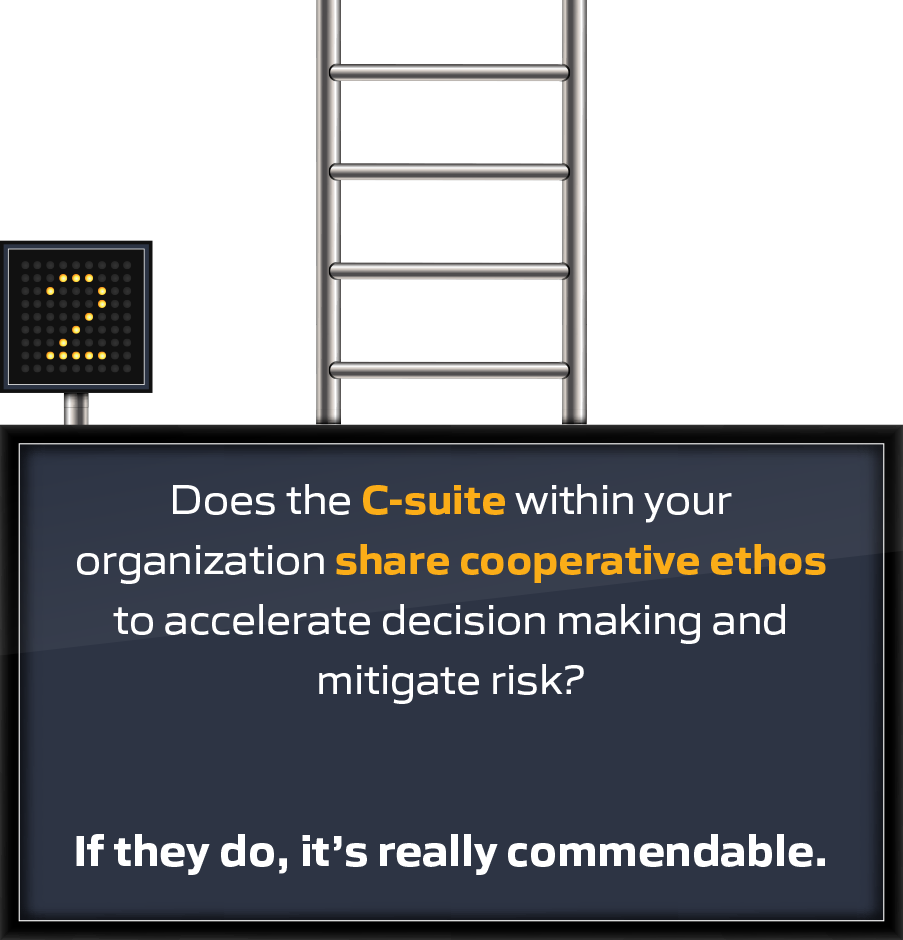 2
Does the C-suite within your
organization share cooperative ethos
to accelerate decision making and
mitigate risk?
If they do, it’s really commendable.